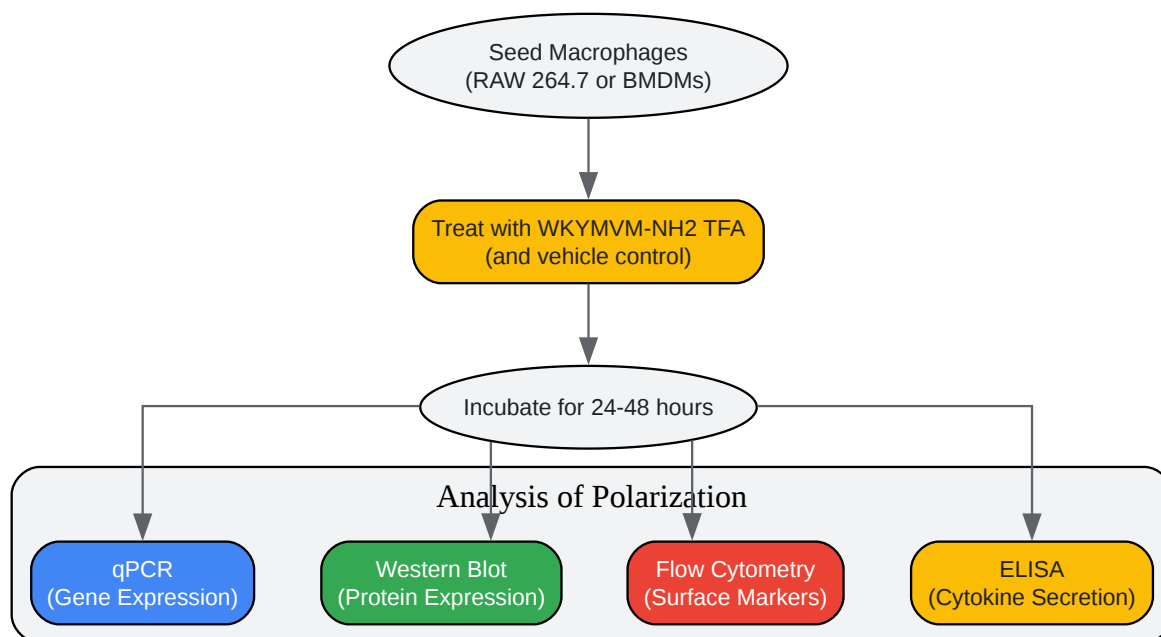 Seed Macrophages
(RAW 264.7 or BMDMs)
Treat with WKYMVM-NH2 TFA
(and vehicle control)
Incubate for 24-48 hours
Analysis of Polarization
qPCR
(Gene Expression)
Western Blot
(Protein Expression)
Flow Cytometry
(Surface Markers)
ELISA
(Cytokine Secretion)